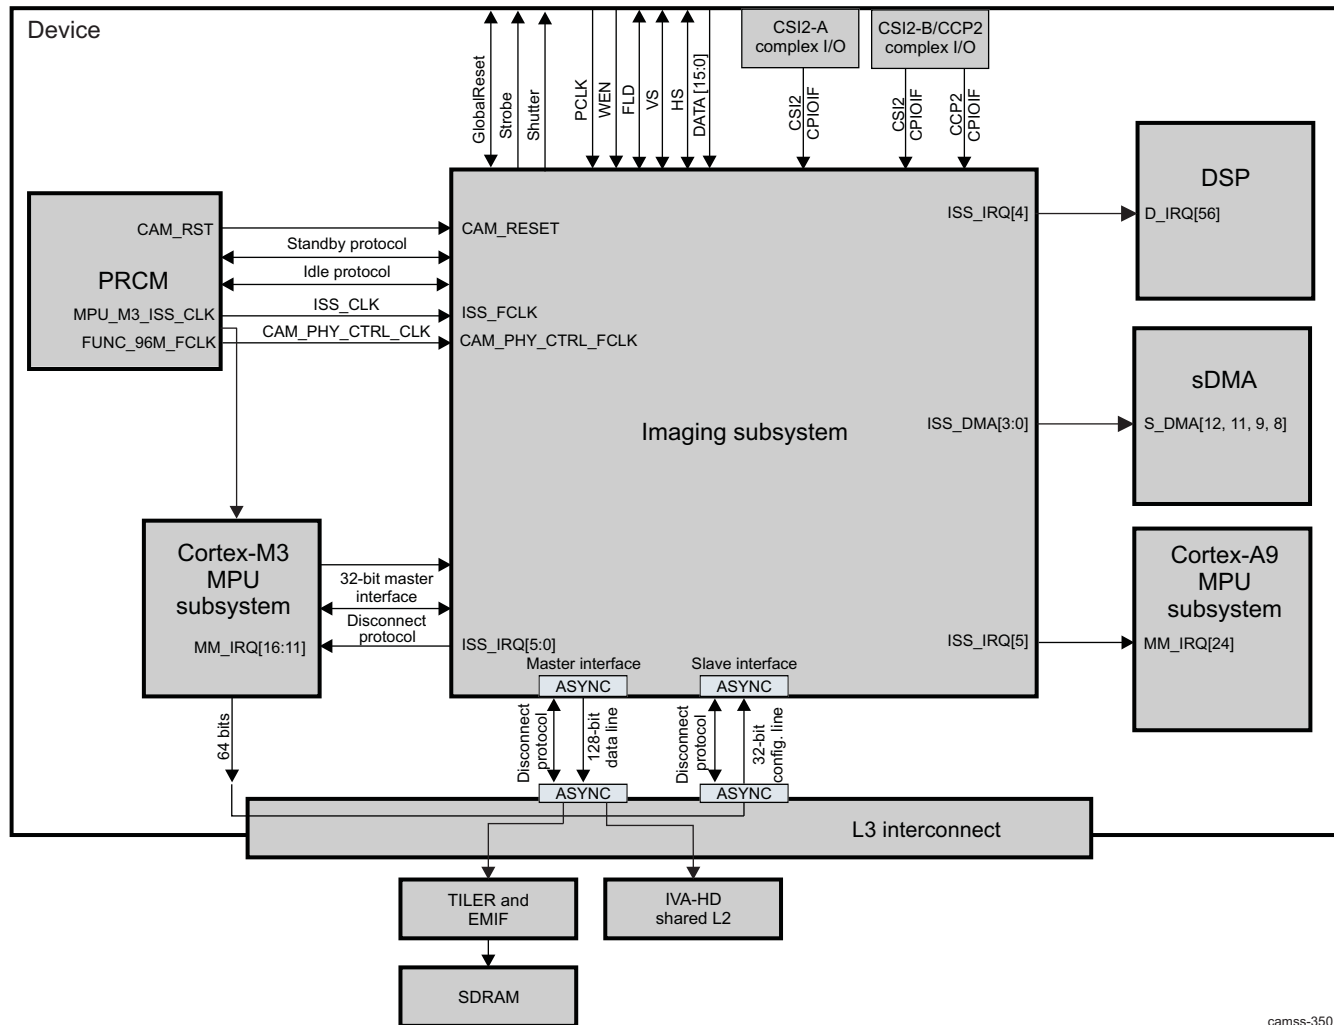 Device
GlobalReset
Strobe
Shutter
PCLK
WEN
FLD
VS
HS
DATA [15:0]
CSI2-A
complex I/O
CSI2-B/CCP2
complex I/O
CSI2
CPIOIF
CSI2
CPIOIF
CCP2
CPIOIF
PRCM
CAM_RST
MPU_M3_ISS_CLK
FUNC_96M_FCLK
Standby protocol
Idle protocol
ISS_CLK
CAM_PHY_CTRL_CLK
CAM_RESET
ISS_FCLK
CAM_PHY_CTRL_FCLK
Imaging subsystem
ISS_IRQ[4]
ISS_DMA[3:0]
ISS_IRQ[5]
DSP
D_IRQ[56]
sDMA
S_DMA[12, 11, 9, 8]
Cortex-A9
MPU
subsystem
MM_IRQ[24]
Cortex-M3
MPU
subsystem
MM_IRQ[16:11]
32-bit master
interface
Disconnect
protocol
ISS_IRQ[5:0]
Master interface
ASYNC
Slave interface
ASYNC
64 bits
Disconnect
protocol
128-bit
data line
Disconnect
protocol
32-bit
config. line
ASYNC
ASYNC
L3 interconnect
TILER and
EMIF
IVA-HD
shared L2
SDRAM
camss-350